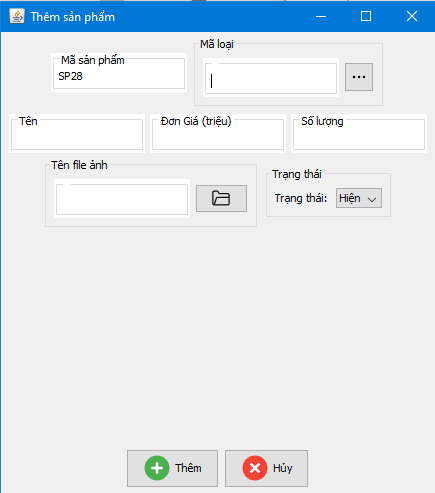 Thêm sản phẩm
Mã sản phẩm
SP28
Mã loại
...
Tên
Đơn Giá (triệu)
Số lượng
Tên file ảnh
Trạng thái
Trạng thái:
Hiện
Thêm
Hủy